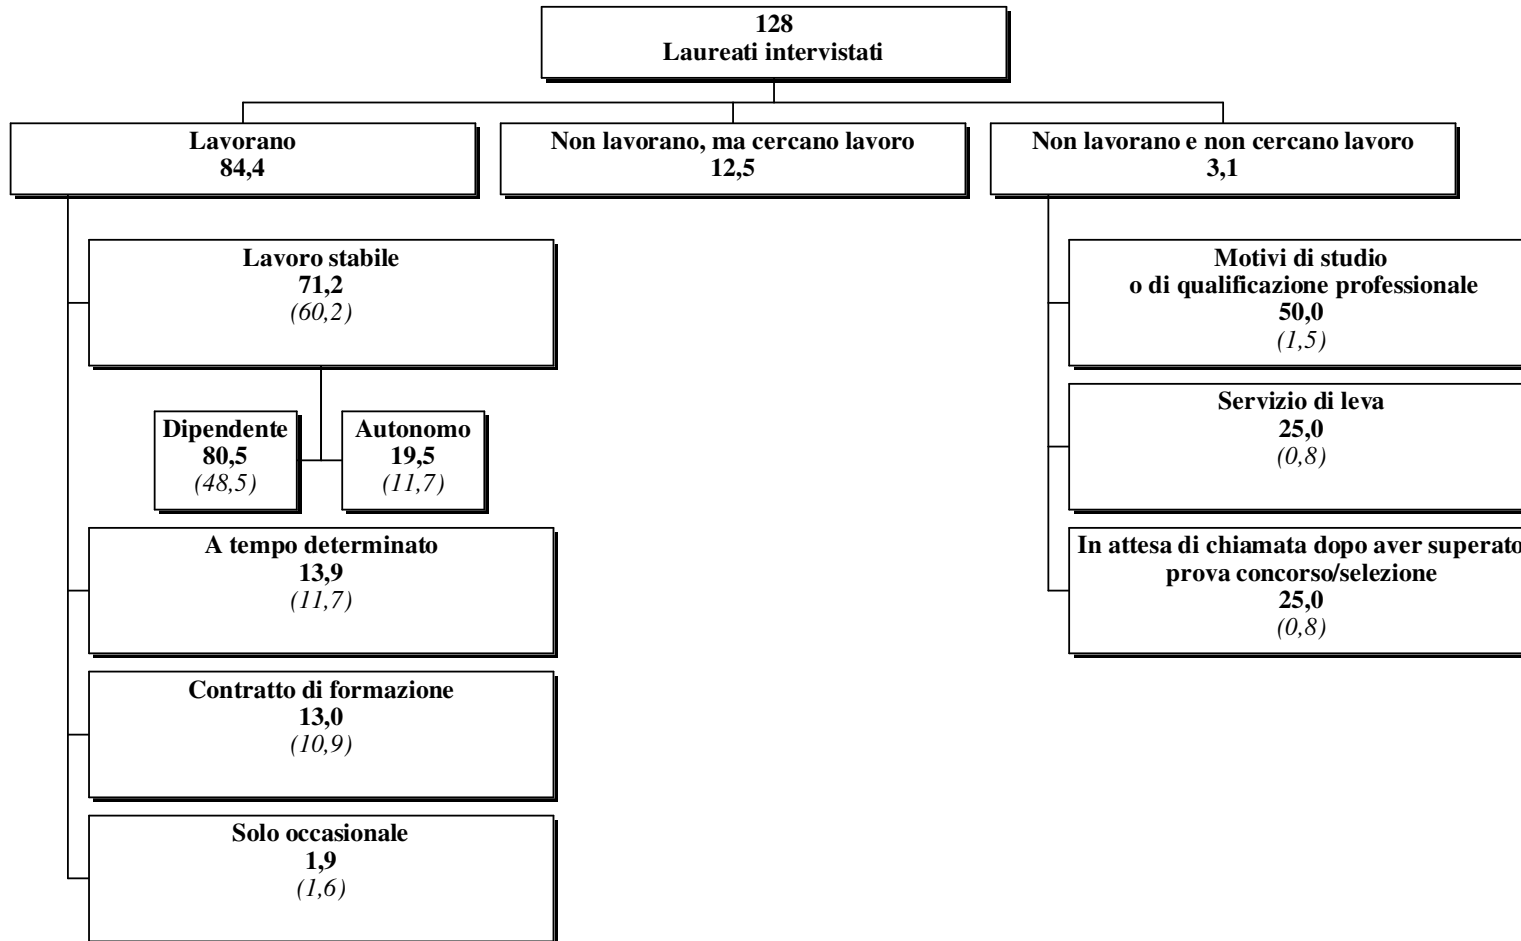 128
Laureati intervistati
Lavorano
84,4
Non lavorano, ma cercano lavoro
12,5
Non lavorano e non cercano lavoro
3,1
Lavoro stabile
71,2
(60,2)
Dipendente
80,5
(48,5)
Autonomo
19,5
(11,7)
A tempo determinato
13,9
(11,7)
Contratto di formazione
13,0
(10,9)
Solo occasionale
1,9
(1,6)
Motivi di studio
o di qualificazione professionale
50,0
(1,5)
Servizio di leva
25,0
(0,8)
In attesa di chiamata dopo aver superato
prova concorso/selezione
25,0
(0,8)